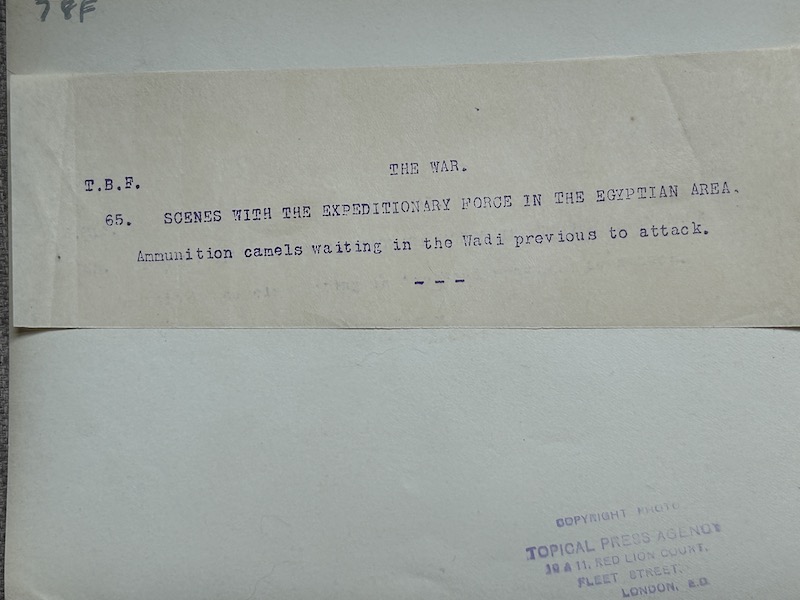 78F
THE WAR.
T.B.F.
65. SCENES WITH THE EXPEDITIONARY FORCE IN THE EGYPTIAN AREA.
Ammunition camels waiting in the Wadi previous to attack.
- - -
COPYRIGHT PHOTO
TOPICAL PRESS AGENCY
10 & 11, RED LION COURT,
FLEET STREET,
LONDON, E.C.